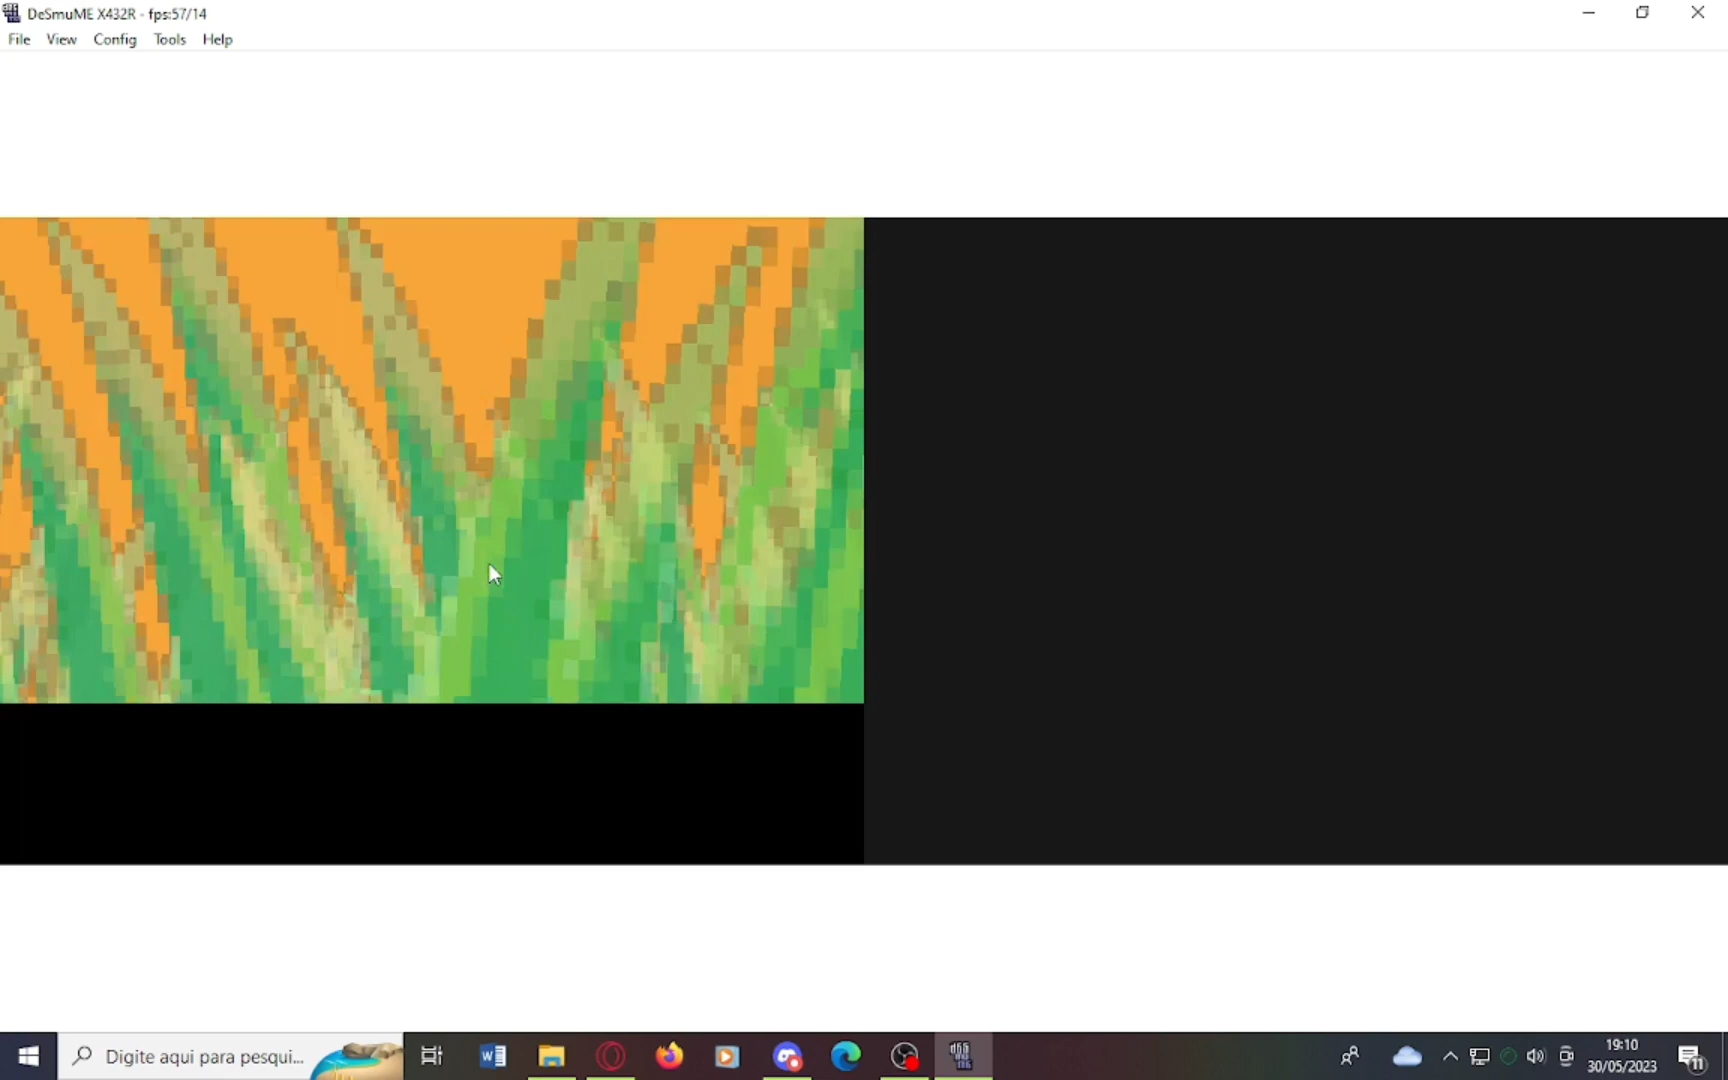 DeSmuME X432R - fps:57/14
File View Config Tools Help
Digite aqui para pesqui...
19:10
30/05/2023
11